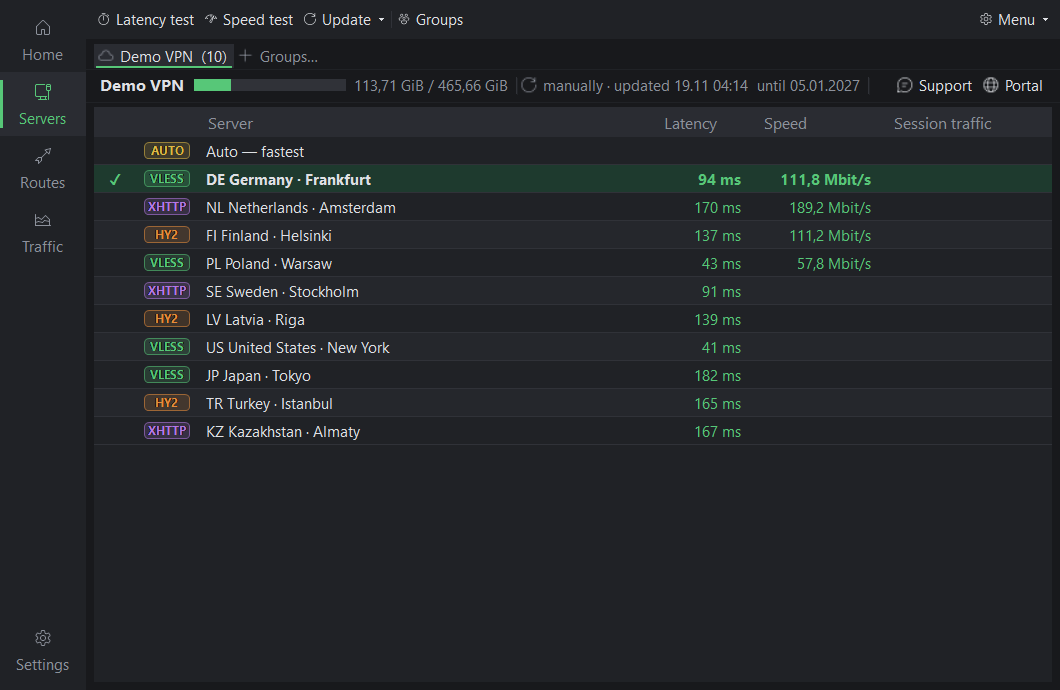 Latency test Speed test Update Groups Menu
Home
Servers
Routes
Traffic
Settings
Demo VPN (10) Groups...
Demo VPN 113,71 GiB / 465,66 GiB manually · updated 19.11 04:14 until 05.01.2027 Support Portal
Server Latency Speed Session traffic
AUTO Auto — fastest
✓ VLESS DE Germany · Frankfurt 94 ms 111,8 Mbit/s
XHTTP NL Netherlands · Amsterdam 170 ms 189,2 Mbit/s
HY2 FI Finland · Helsinki 137 ms 111,2 Mbit/s
VLESS PL Poland · Warsaw 43 ms 57,8 Mbit/s
XHTTP SE Sweden · Stockholm 91 ms
HY2 LV Latvia · Riga 139 ms
VLESS US United States · New York 41 ms
VLESS JP Japan · Tokyo 182 ms
HY2 TR Turkey · Istanbul 165 ms
XHTTP KZ Kazakhstan · Almaty 167 ms